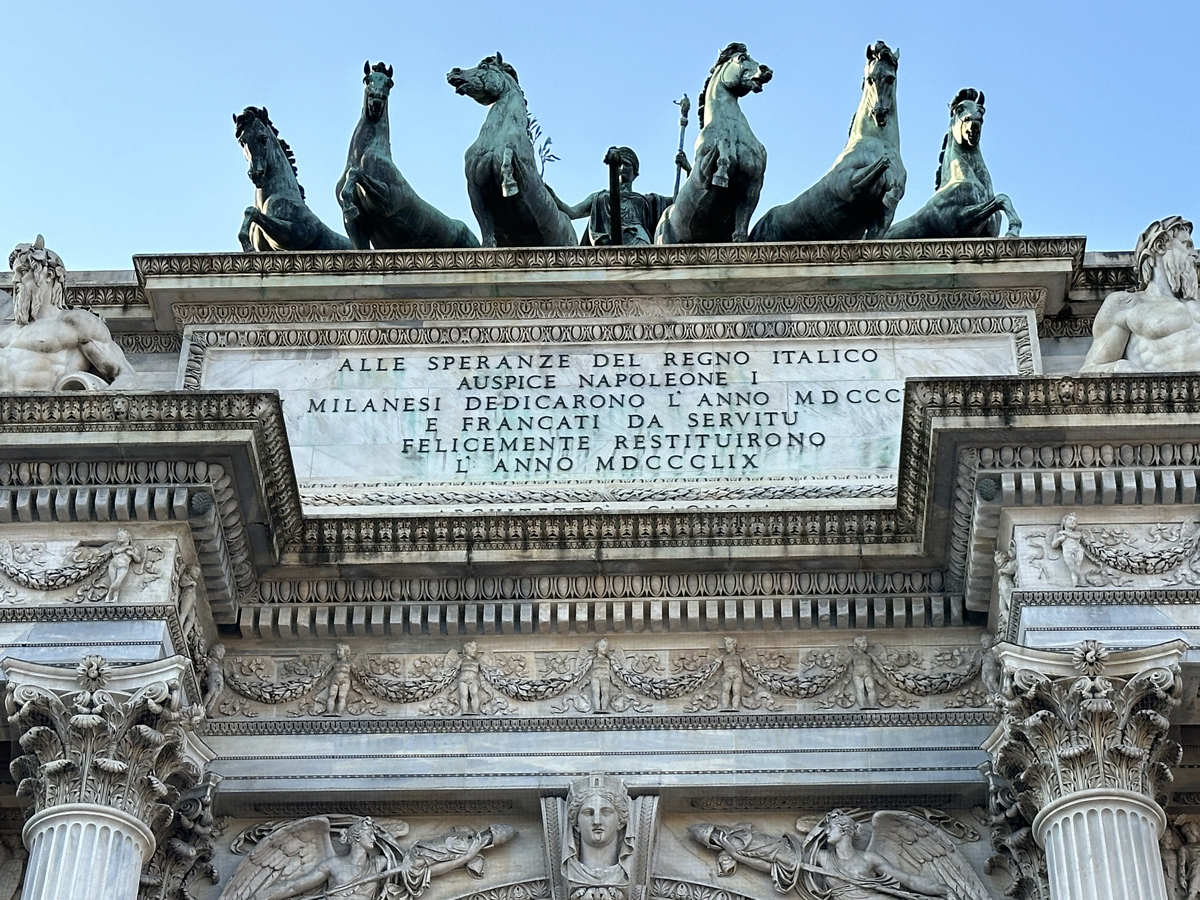 ALLE SPERANZE DEL REGNO ITALICO
AUSPICE NAPOLEONE I
MILANESI DEDICARONO L'ANNO MDCCC
E FRANCATI DA SERVITU
FELICEMENTE RESTITUIRONO
L' ANNO MDCCCLIX